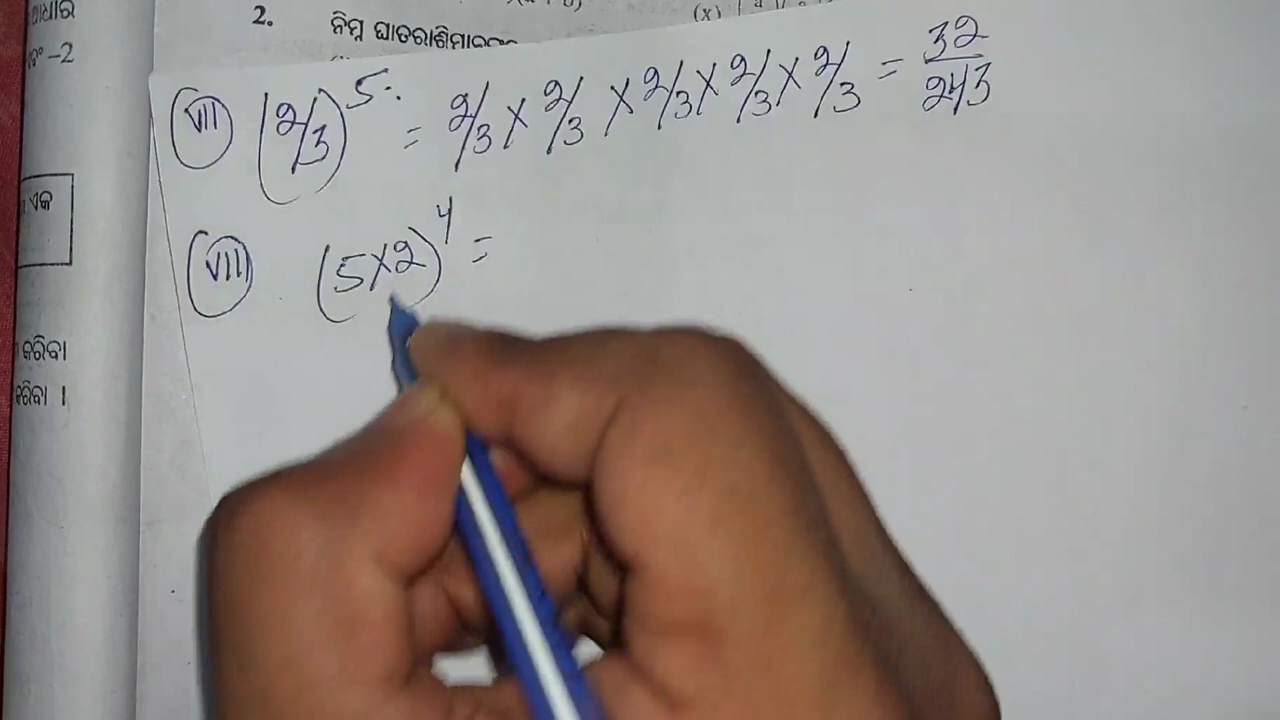 2. ନିମ୍ନ ଘାତରାଶିମାନଙ୍କ
(x)
-2
ଏକ
କରିବା
କରିବା ।
(VII) (2/3)^5 = 2/3 × 2/3 × 2/3 × 2/3 × 2/3 = 32/243
(VIII) (5×2)^4 =